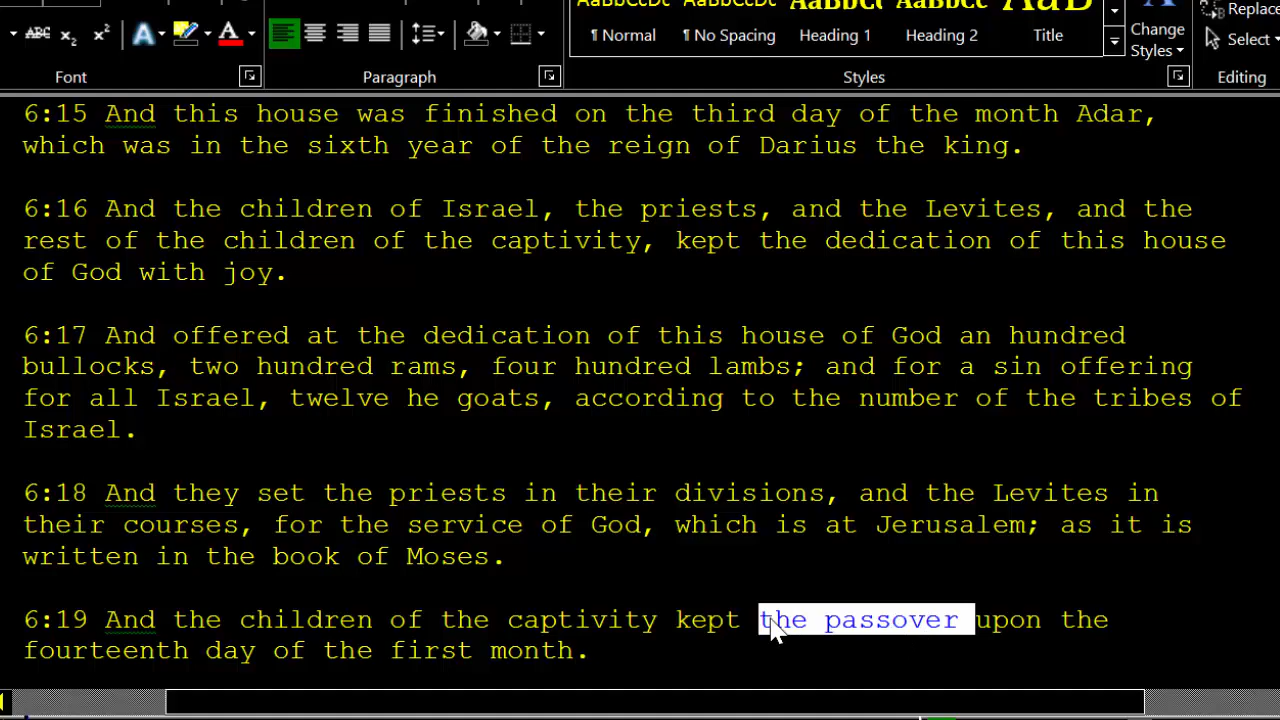 AaBbCcDc AaBbCcDc AaBbC AaBbCc AaB
ABC x₂ x² A A ¶ Normal ¶ No Spacing Heading 1 Heading 2 Title Change Styles Replace Select
Font Paragraph Styles Editing
6:15 And this house was finished on the third day of the month Adar,
which was in the sixth year of the reign of Darius the king.
6:16 And the children of Israel, the priests, and the Levites, and the
rest of the children of the captivity, kept the dedication of this house
of God with joy.
6:17 And offered at the dedication of this house of God an hundred
bullocks, two hundred rams, four hundred lambs; and for a sin offering
for all Israel, twelve he goats, according to the number of the tribes of
Israel.
6:18 And they set the priests in their divisions, and the Levites in
their courses, for the service of God, which is at Jerusalem; as it is
written in the book of Moses.
6:19 And the children of the captivity kept the passover upon the
fourteenth day of the first month.